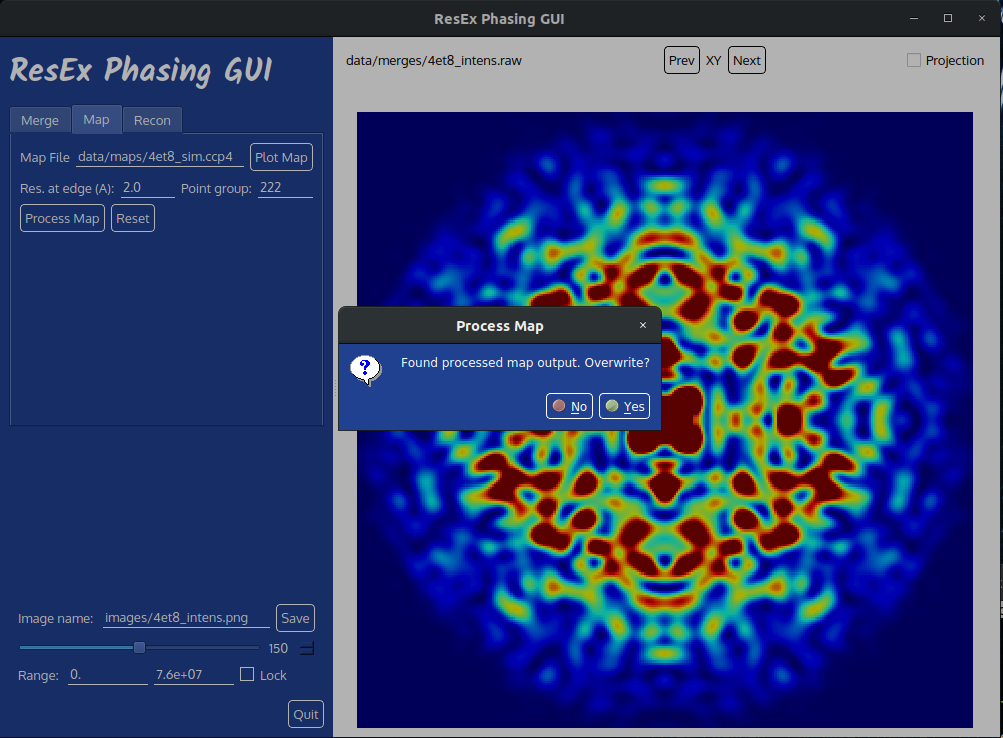 ResEx Phasing GUI
ResEx Phasing GUI
data/merges/4et8_intens.raw Prev XY Next Projection
Merge Map Recon
Map File data/maps/4et8_sim.ccp4 Plot Map
Res. at edge (A): 2.0 Point group: 222
Process Map Reset
Process Map
Found processed map output. Overwrite?
No Yes
Image name: images/4et8_intens.png Save
150
Range: 0. 7.6e+07 Lock
Quit